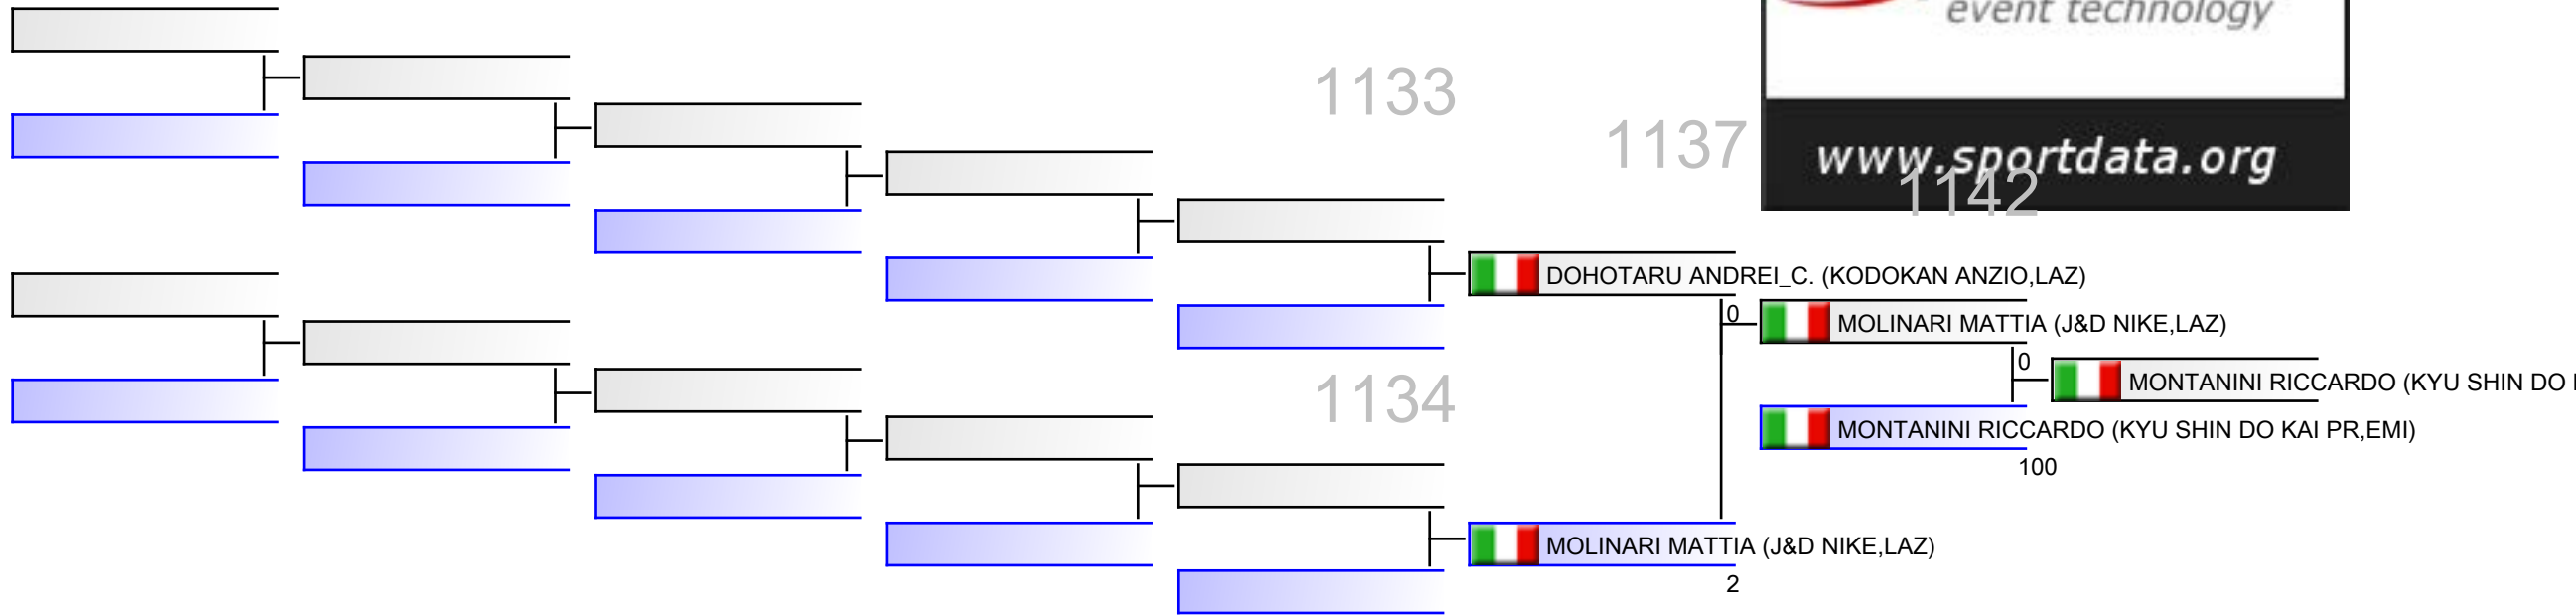 event technology
1133
1137
www.sportdata.org
1142
DOHOTARU ANDREI_C. (KODOKAN ANZIO,LAZ)
0
MOLINARI MATTIA (J&D NIKE,LAZ)
0
MONTANINI RICCARDO (KYU SHIN DO
1134
MONTANINI RICCARDO (KYU SHIN DO KAI PR,EMI)
100
MOLINARI MATTIA (J&D NIKE,LAZ)
2